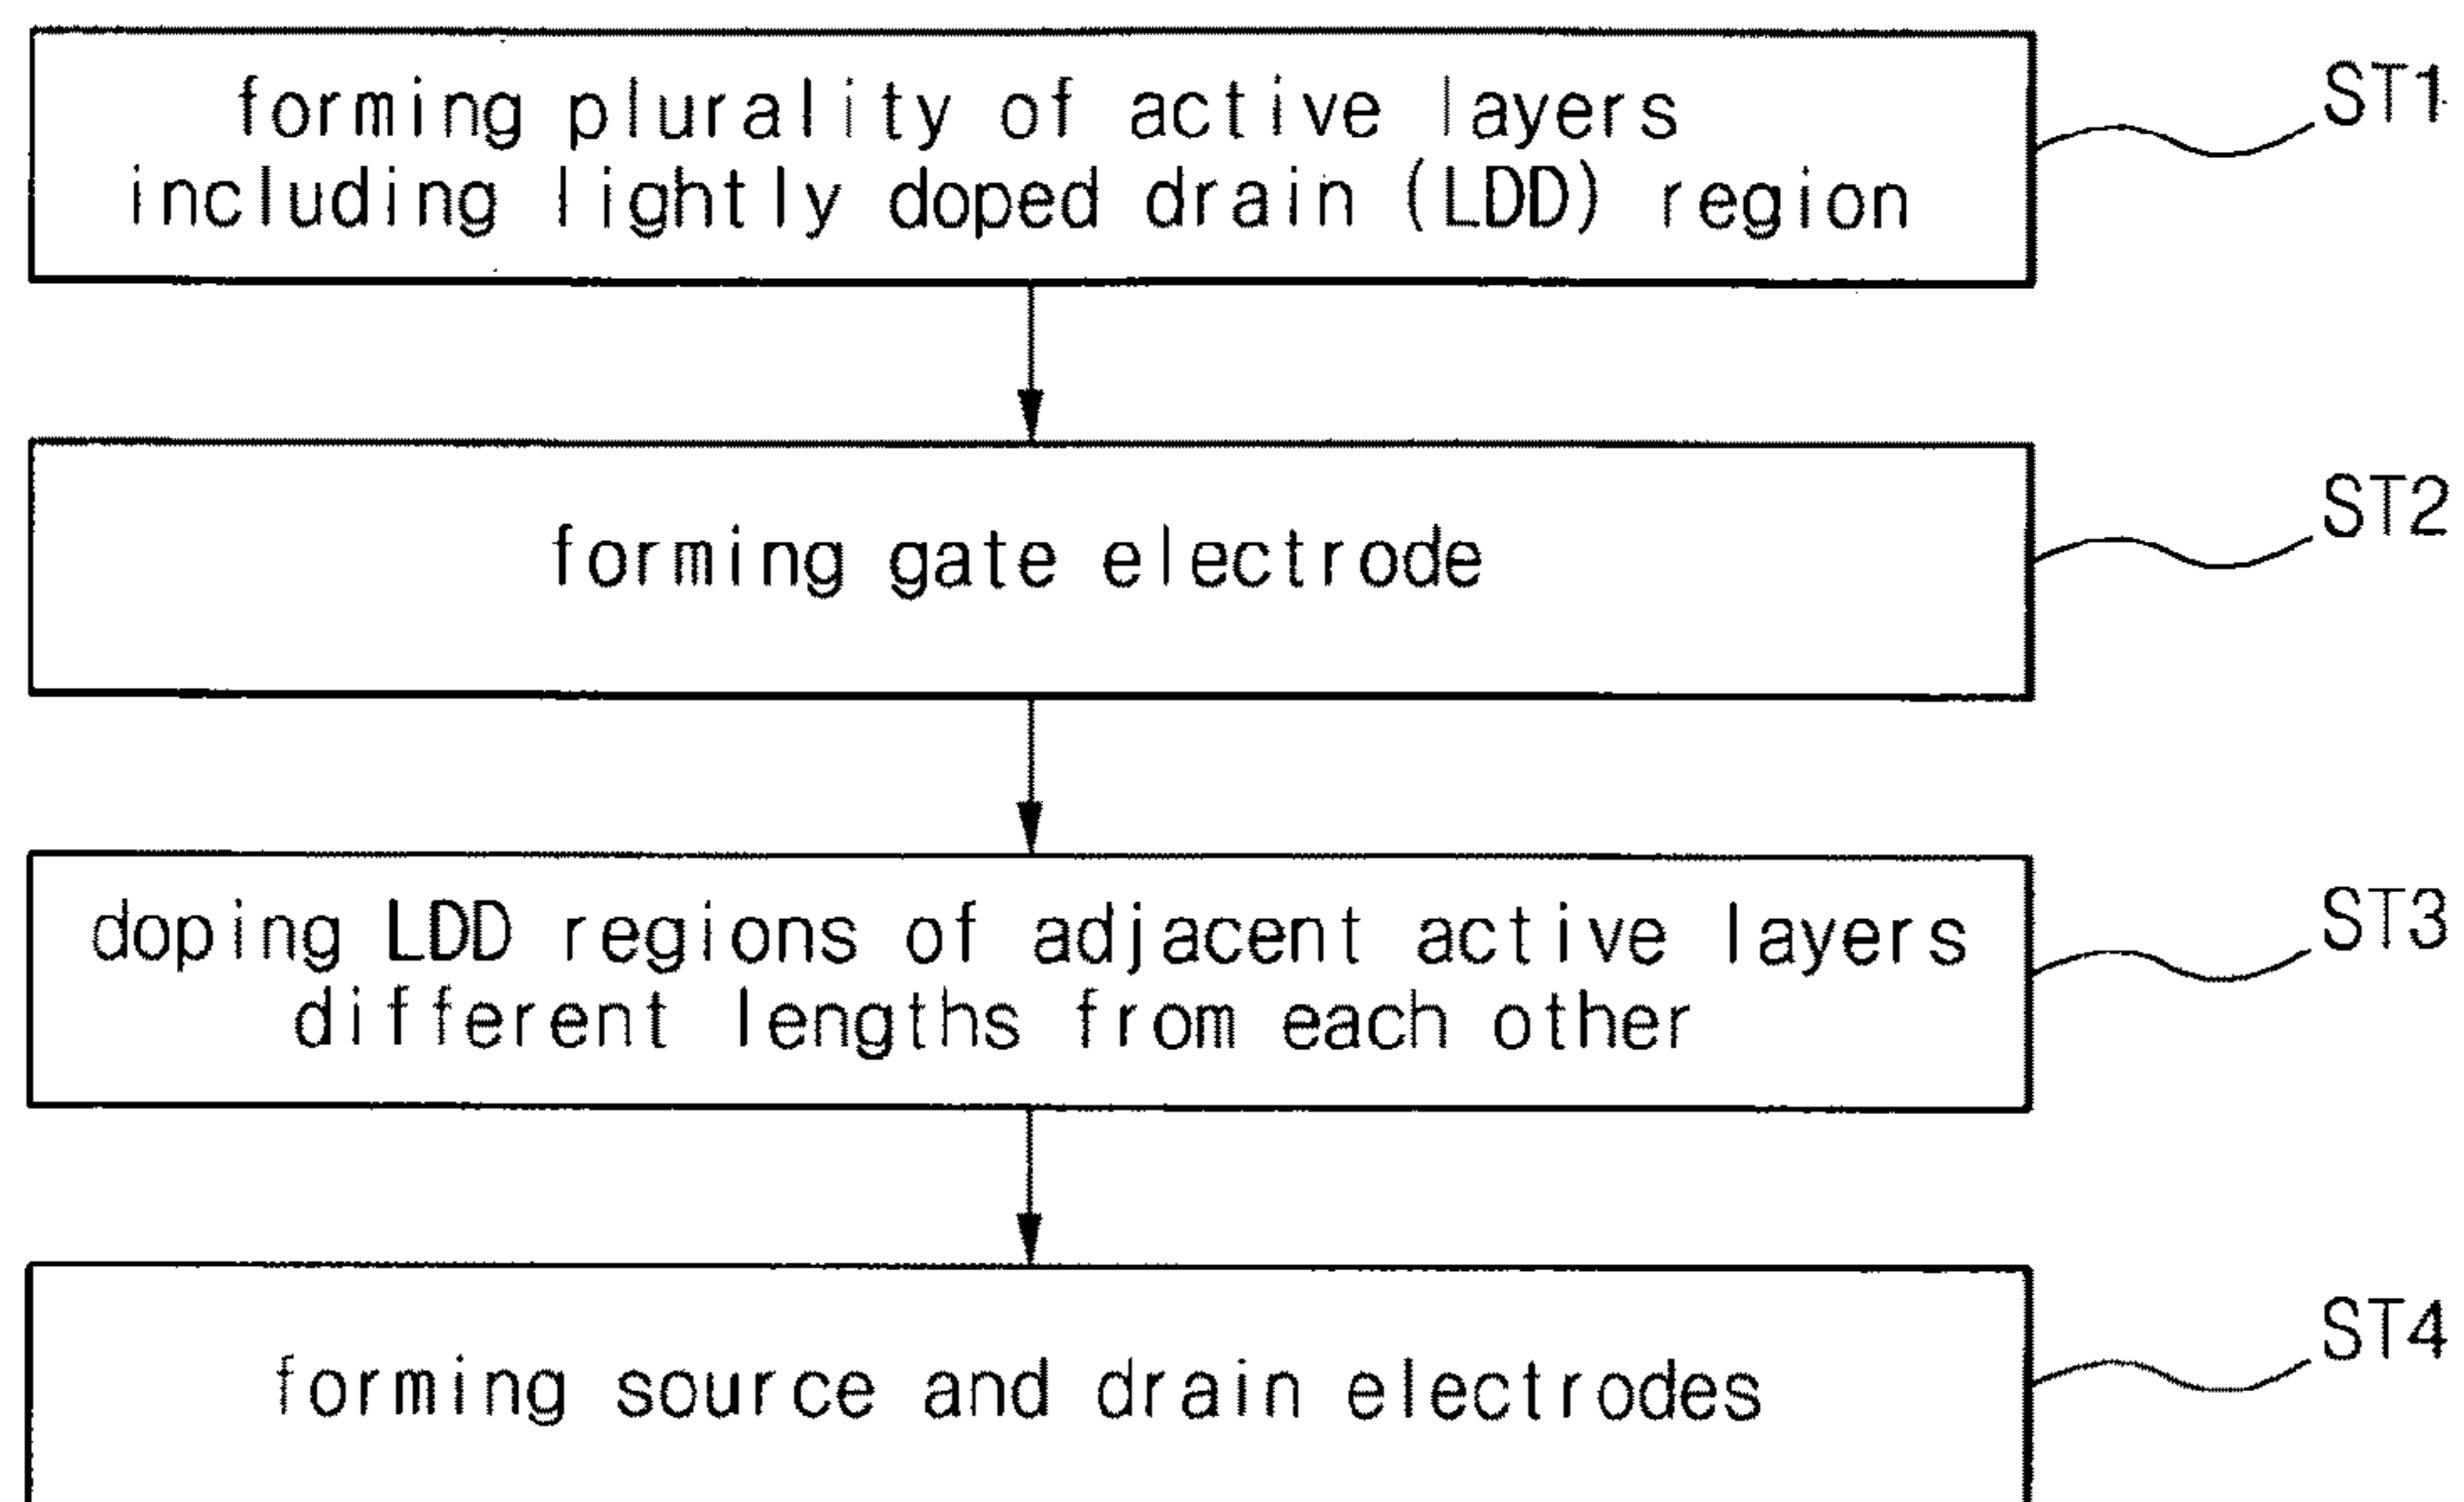 forming plurality of active layers
including lightly doped drain (LDD) region
ST1
forming gate electrode
ST2
doping LDD regions of adjacent active layers
different lengths from each other
ST3
forming source and drain electrodes
ST4